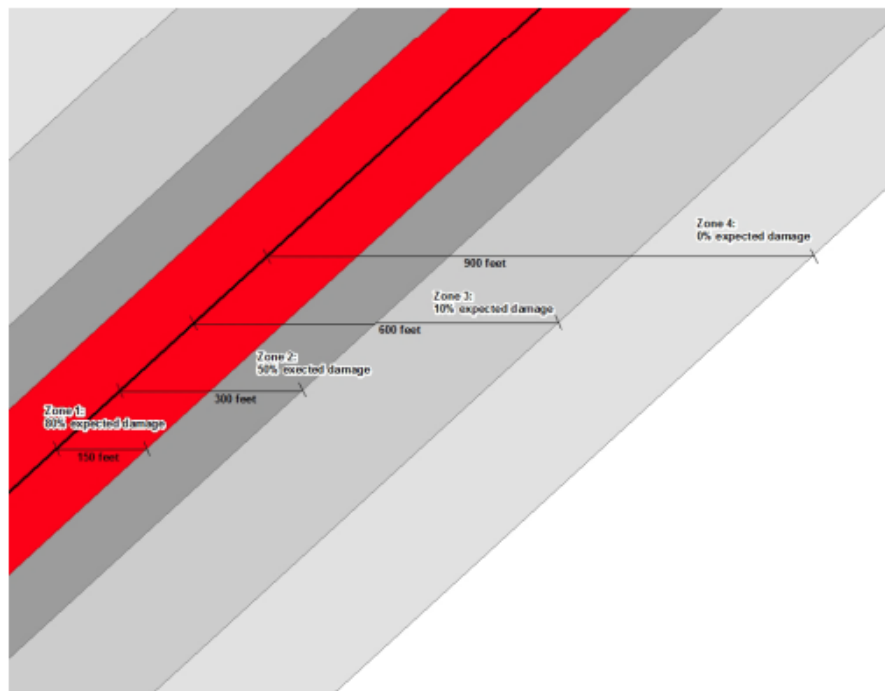 Zone 4:
0% expected damage
900 feet
Zone 3:
10% expected damage
600 feet
Zone 2:
50% exected damage
300 feet
Zone 1:
80% expected damage
150 feet